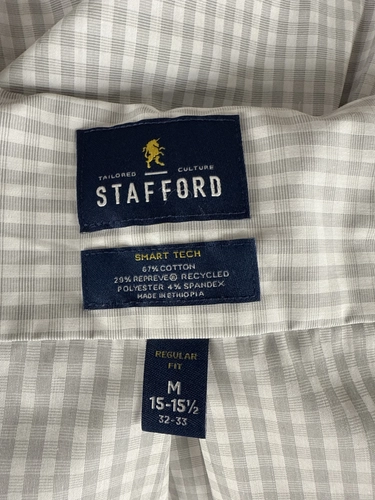 TAILORED CULTURE
STAFFORD
SMART TECH
67% COTTON
29% REPREVE® RECYCLED
POLYESTER 4% SPANDEX
MADE IN ETHIOPIA
REGULAR
FIT
M
15-15½
32-33